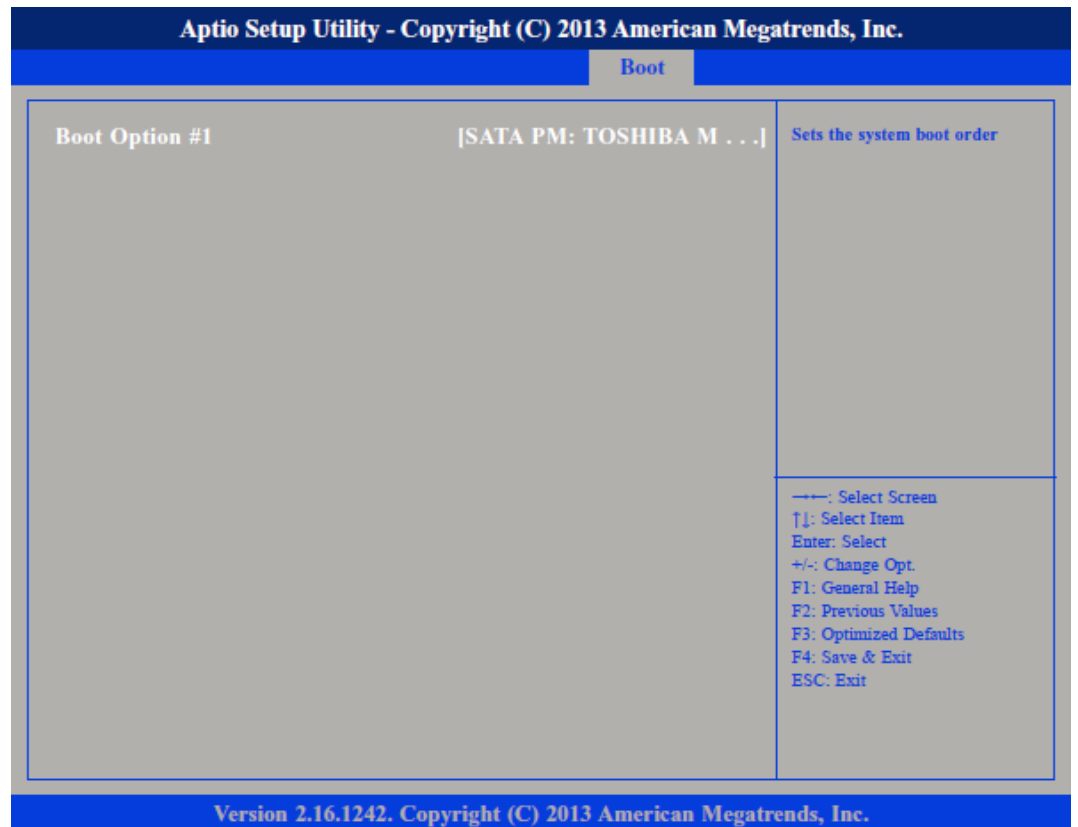 Aptio Setup Utility - Copyright (C) 2013 American Megatrends, Inc.
Boot
Boot Option #1 [SATA PM: TOSHIBA M . . .]
Sets the system boot order
→←: Select Screen
↑↓: Select Item
Enter: Select
+/-: Change Opt.
F1: General Help
F2: Previous Values
F3: Optimized Defaults
F4: Save & Exit
ESC: Exit
Version 2.16.1242. Copyright (C) 2013 American Megatrends, Inc.